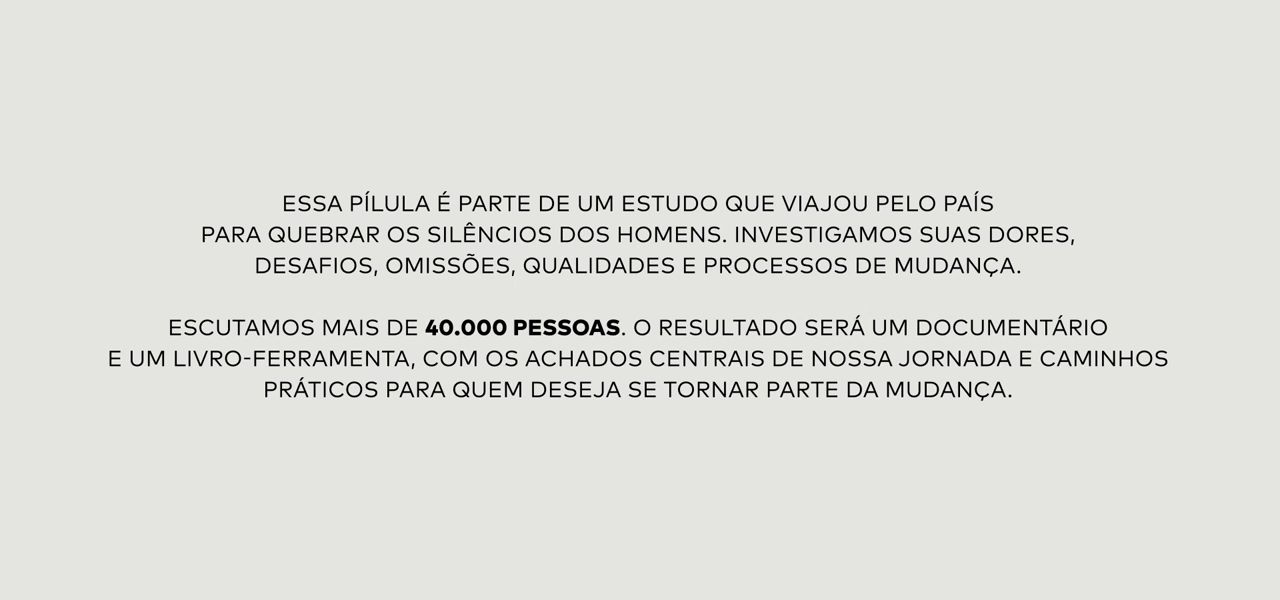 ESSA PÍLULA É PARTE DE UM ESTUDO QUE VIAJOU PELO PAÍS
PARA QUEBRAR OS SILÊNCIOS DOS HOMENS. INVESTIGAMOS SUAS DORES,
DESAFIOS, OMISSÕES, QUALIDADES E PROCESSOS DE MUDANÇA.
ESCUTAMOS MAIS DE 40.000 PESSOAS. O RESULTADO SERÁ UM DOCUMENTÁRIO
E UM LIVRO-FERRAMENTA, COM OS ACHADOS CENTRAIS DE NOSSA JORNADA E CAMINHOS
PRÁTICOS PARA QUEM DESEJA SE TORNAR PARTE DA MUDANÇA.